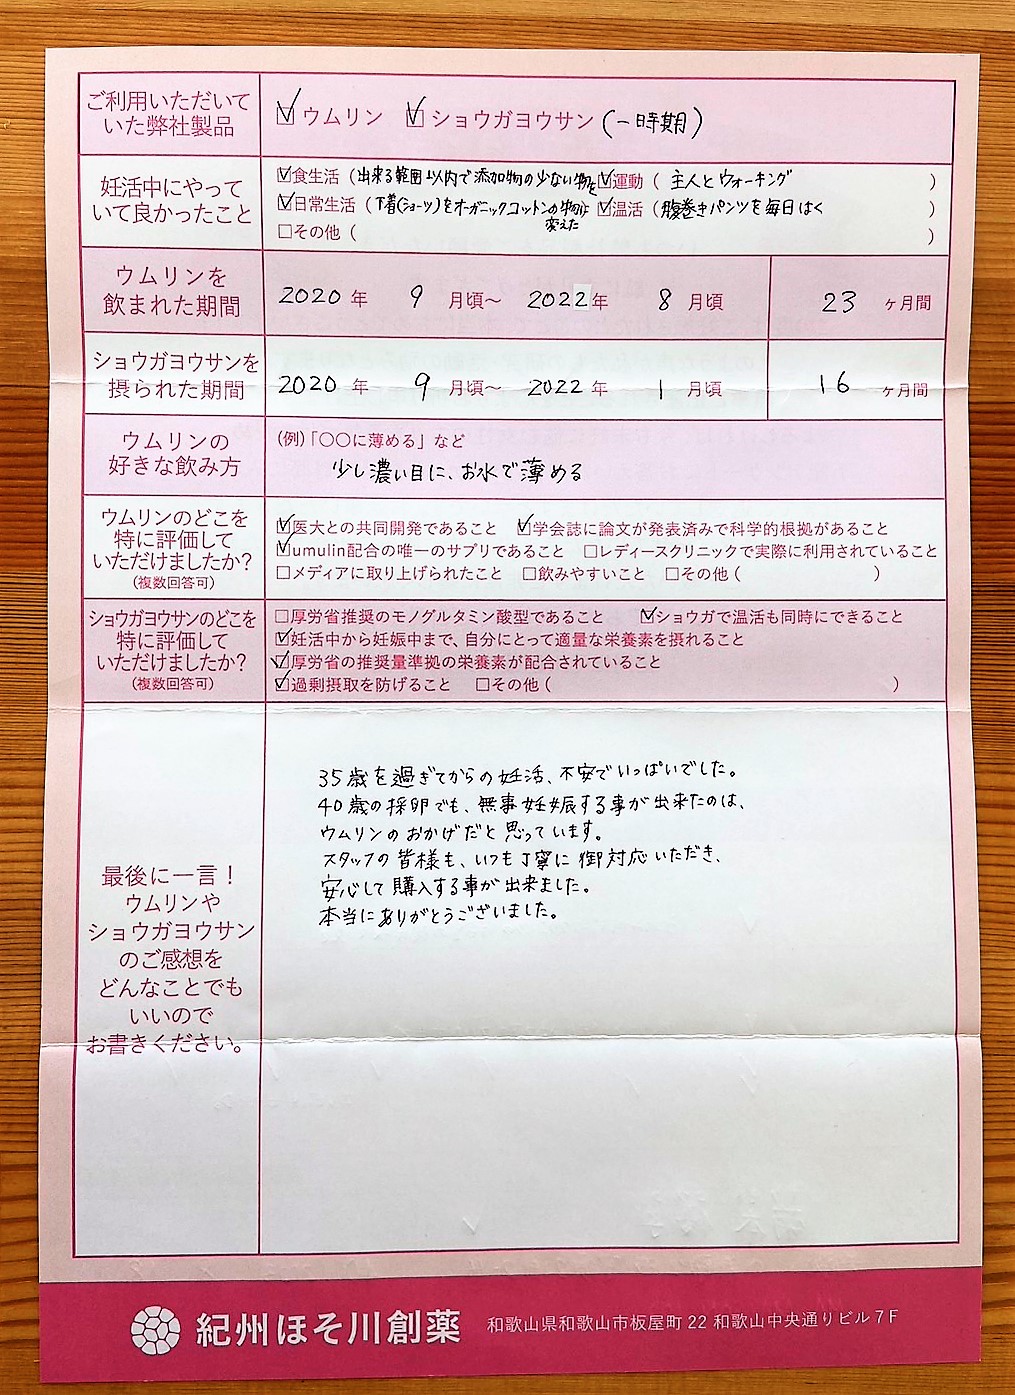 ご利用いただいて
いた弊社製品
☑ウムリン ☑ショウガヨウサン(一時期)
妊活中にやって
いて良かったこと
☑食生活(出来る範囲以内で添加物の少ない物を ☑運動( 主人とウォーキング )
☑日常生活(下着(ショーツ)をオーガニックコットンの物に変えた) ☑温活(腹巻きパンツを毎日はく )
☐その他( )
ウムリンを
飲まれた期間
2020年 9月頃〜 2022年 8月頃 23ヶ月間
ショウガヨウサンを
摂られた期間
2020年 9月頃〜 2022年 1月頃 16ヶ月間
ウムリンの
好きな飲み方
(例)「〇〇に薄める」など
少し濃い目に、お水で薄める
ウムリンのどこを
特に評価して
いただけましたか?
(複数回答可)
☑医大との共同開発であること ☑学会誌に論文が発表済みで科学的根拠があること
☑umulin配合の唯一のサプリであること ☐レディースクリニックで実際に利用されていること
☐メディアに取り上げられたこと ☐飲みやすいこと ☐その他( )
ショウガヨウサンのどこを
特に評価して
いただけましたか?
(複数回答可)
☐厚労省推奨のモノグルタミン酸型であること ☑ショウガで温活も同時にできること
☑妊活中から妊娠中まで、自分にとって適量な栄養素を摂れること
☑厚労省の推奨量準拠の栄養素が配合されていること
☑過剰摂取を防げること ☐その他( )
最後に一言!
ウムリンや
ショウガヨウサン
のご感想を
どんなことでも
いいので
お書きください。
35歳を過ぎてからの妊活、不安でいっぱいでした。
40歳の採卵でも、無事妊娠する事が出来たのは、
ウムリンのおかげだと思っています。
スタッフの皆様も、いつも丁寧に御対応いただき、
安心して購入する事が出来ました。
本当にありがとうございました。
紀州ほそ川創薬 和歌山県和歌山市板屋町22 和歌山中央通りビル7F